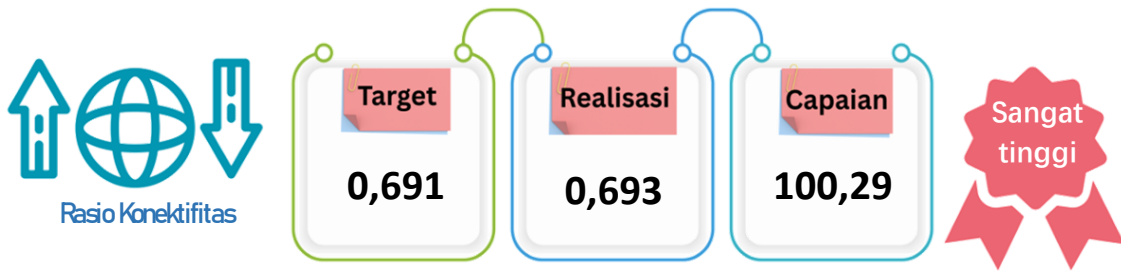 Rasio Konektifitas
Target
0,691
Realisasi
0,693
Capaian
100,29
Sangat
tinggi